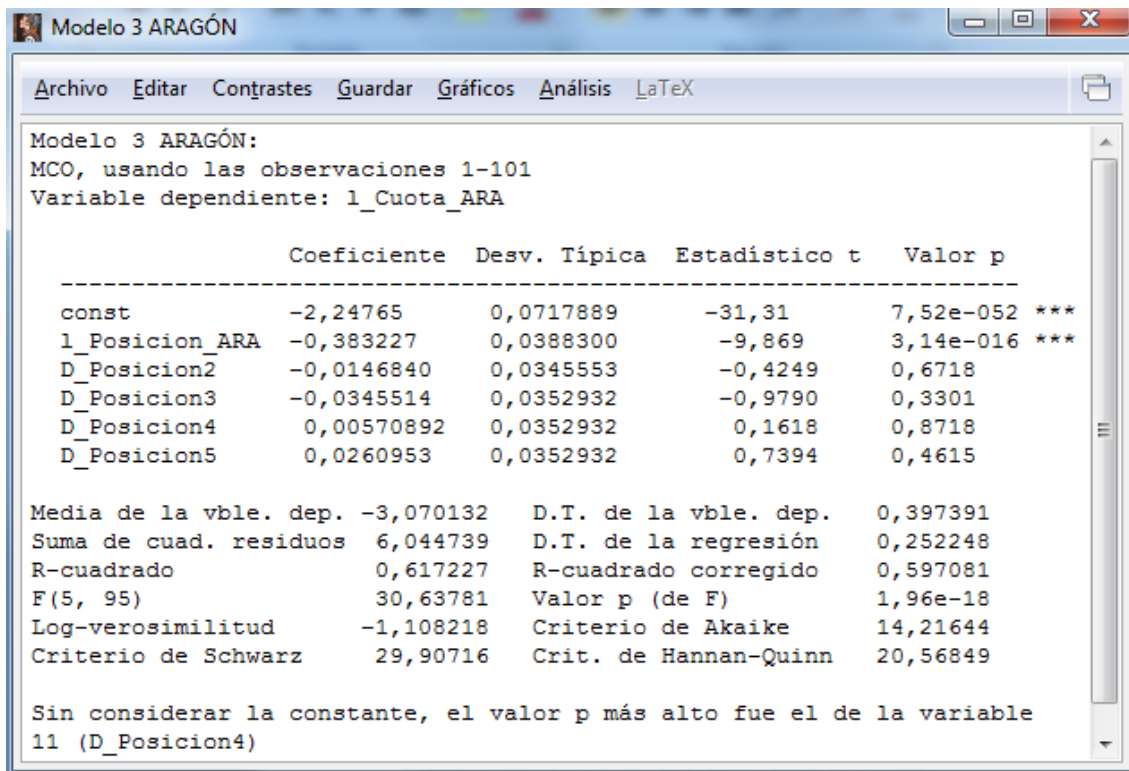 Modelo 3 ARAGÓN
Archivo Editar Contrastes Guardar Gráficos Análisis LaTeX
Modelo 3 ARAGÓN:
MCO, usando las observaciones 1-101
Variable dependiente: l_Cuota_ARA
Coeficiente Desv. Típica Estadístico t Valor p
------------------------------------------------------------------
const -2,24765 0,0717889 -31,31 7,52e-052 ***
l_Posicion_ARA -0,383227 0,0388300 -9,869 3,14e-016 ***
D_Posicion2 -0,0146840 0,0345553 -0,4249 0,6718
D_Posicion3 -0,0345514 0,0352932 -0,9790 0,3301
D_Posicion4 0,00570892 0,0352932 0,1618 0,8718
D_Posicion5 0,0260953 0,0352932 0,7394 0,4615
Media de la vble. dep. -3,070132 D.T. de la vble. dep. 0,397391
Suma de cuad. residuos 6,044739 D.T. de la regresión 0,252248
R-cuadrado 0,617227 R-cuadrado corregido 0,597081
F(5, 95) 30,63781 Valor p (de F) 1,96e-18
Log-verosimilitud -1,108218 Criterio de Akaike 14,21644
Criterio de Schwarz 29,90716 Crit. de Hannan-Quinn 20,56849
Sin considerar la constante, el valor p más alto fue el de la variable
11 (D_Posicion4)